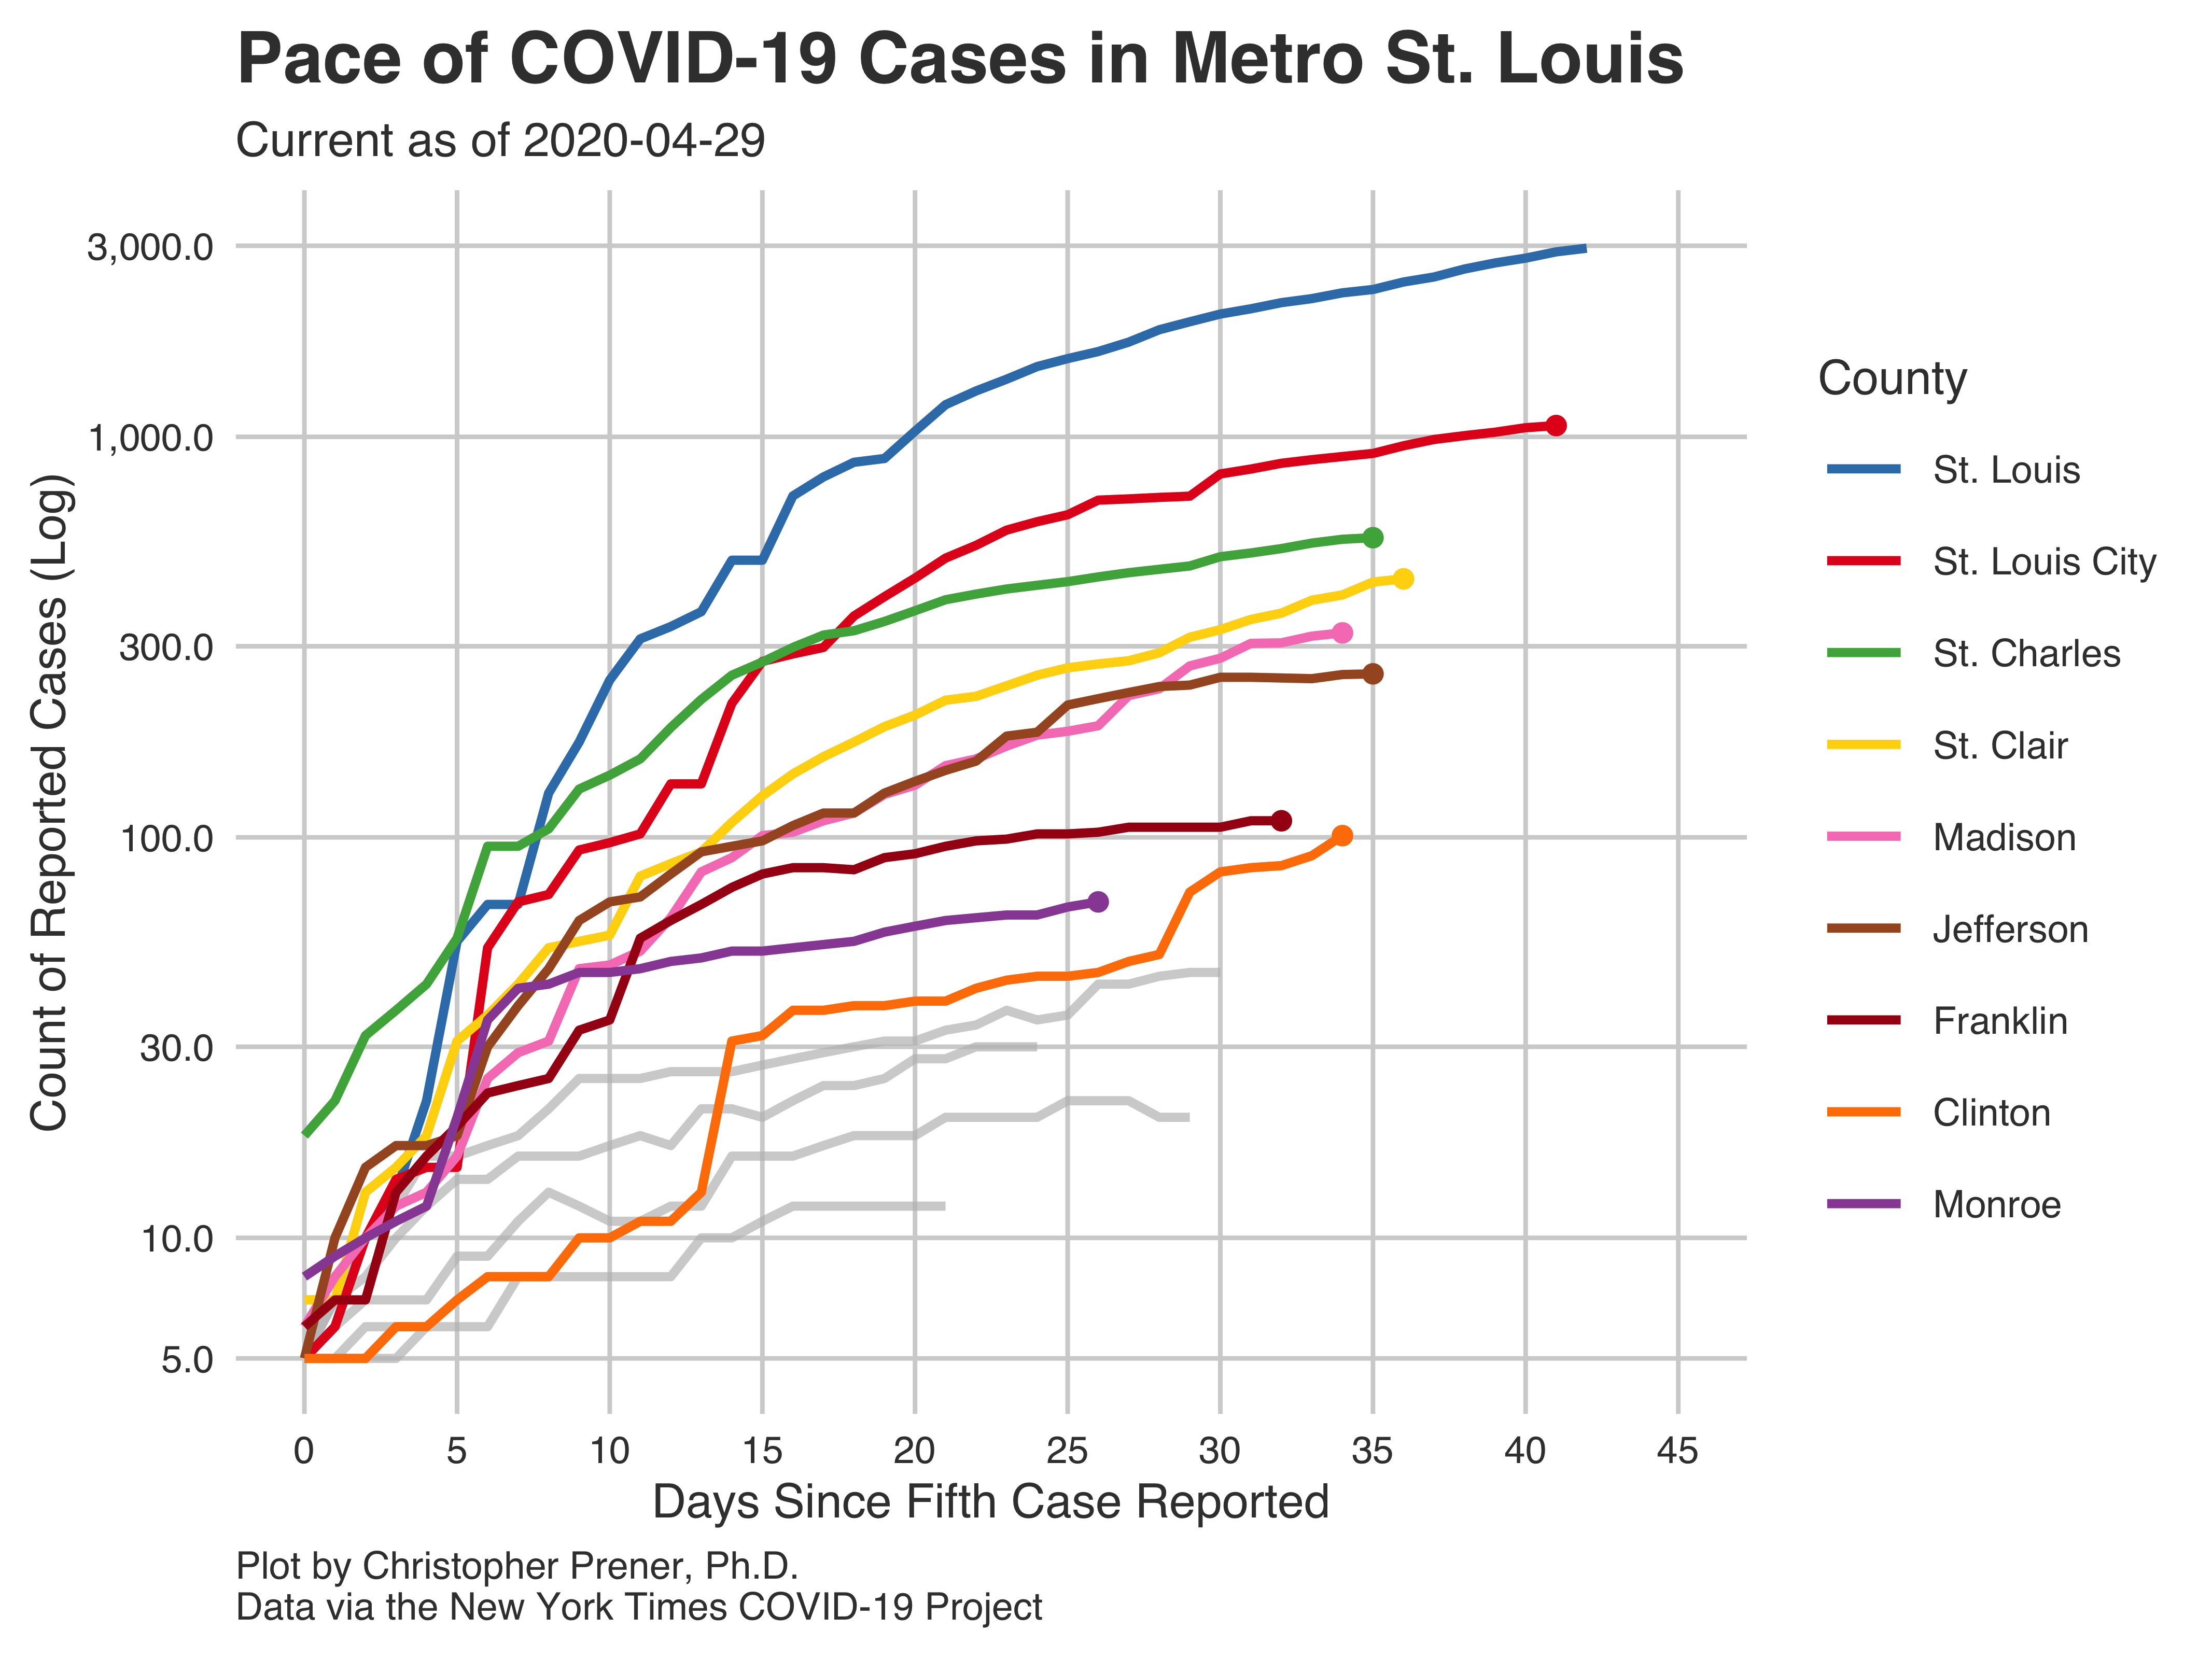 Pace of COVID-19 Cases in Metro St. Louis
Current as of 2020-04-29
Count of Reported Cases (Log)
3,000.0
1,000.0
300.0
100.0
30.0
10.0
5.0
0 5 10 15 20 25 30 35 40 45
Days Since Fifth Case Reported
County
St. Louis
St. Louis City
St. Charles
St. Clair
Madison
Jefferson
Franklin
Clinton
Monroe
Plot by Christopher Prener, Ph.D.
Data via the New York Times COVID-19 Project